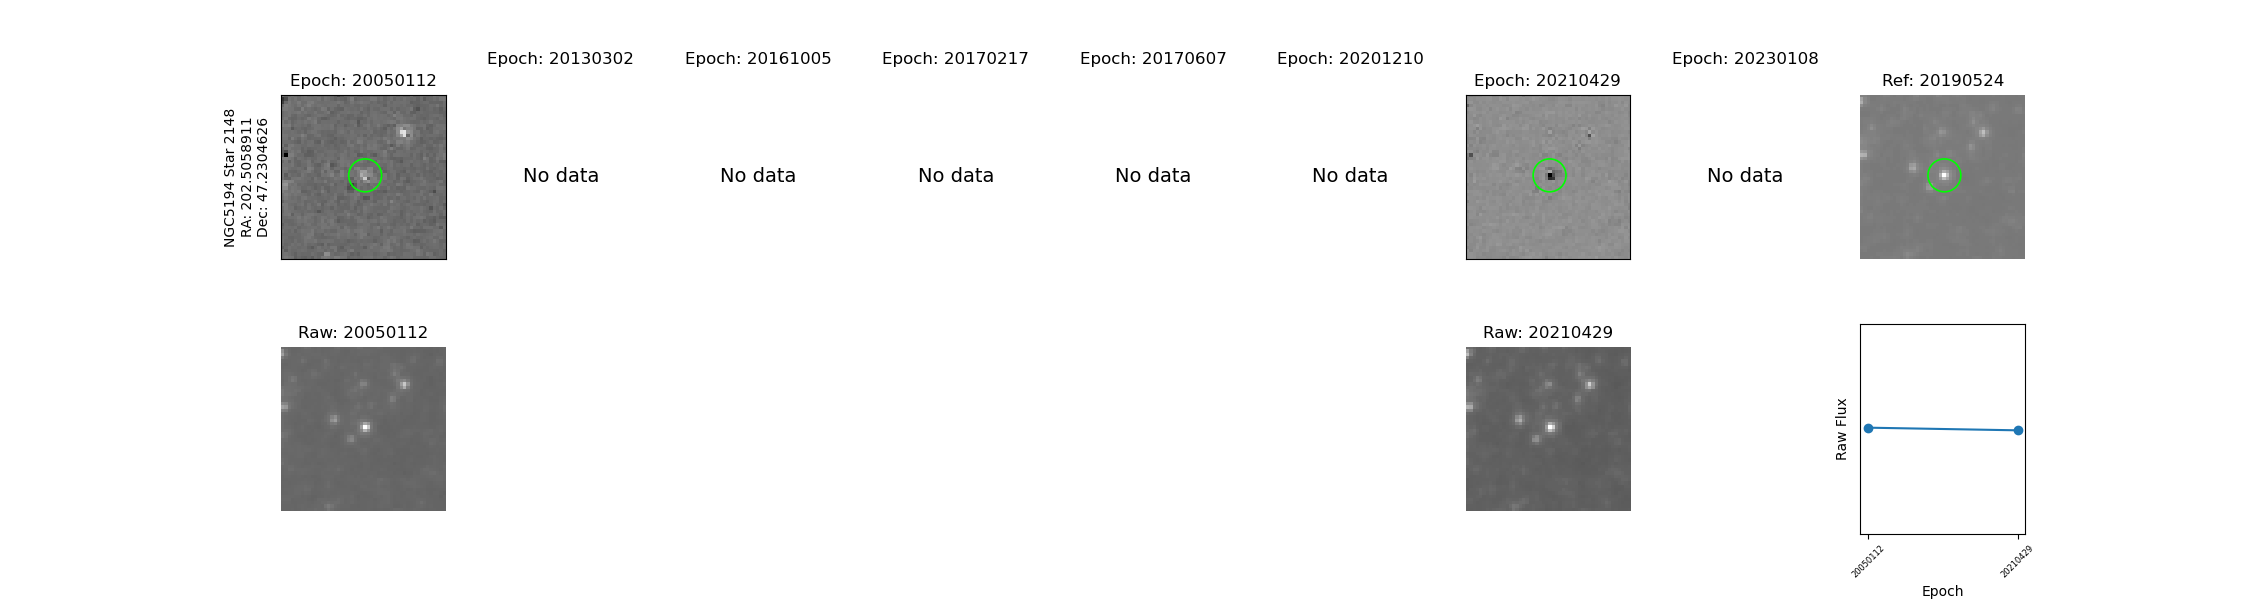 Epoch: 20050112
Epoch: 20130302
Epoch: 20161005
Epoch: 20170217
Epoch: 20170607
Epoch: 20201210
Epoch: 20210429
Epoch: 20230108
Ref: 20190524
NGC5194 Star 2148
RA: 202.5058911
Dec: 47.2304626
No data
No data
No data
No data
No data
No data
Raw: 20050112
Raw: 20210429
Raw Flux
20050112
20210429
Epoch